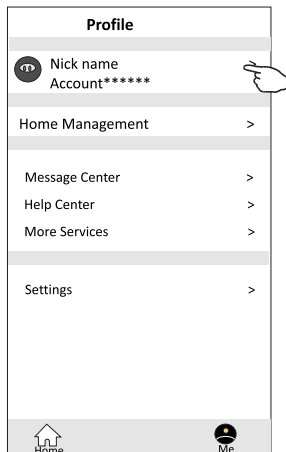 Profile
Nick name
Account******
Home Management >
Message Center >
Help Center >
More Services >
Settings >
Home Me